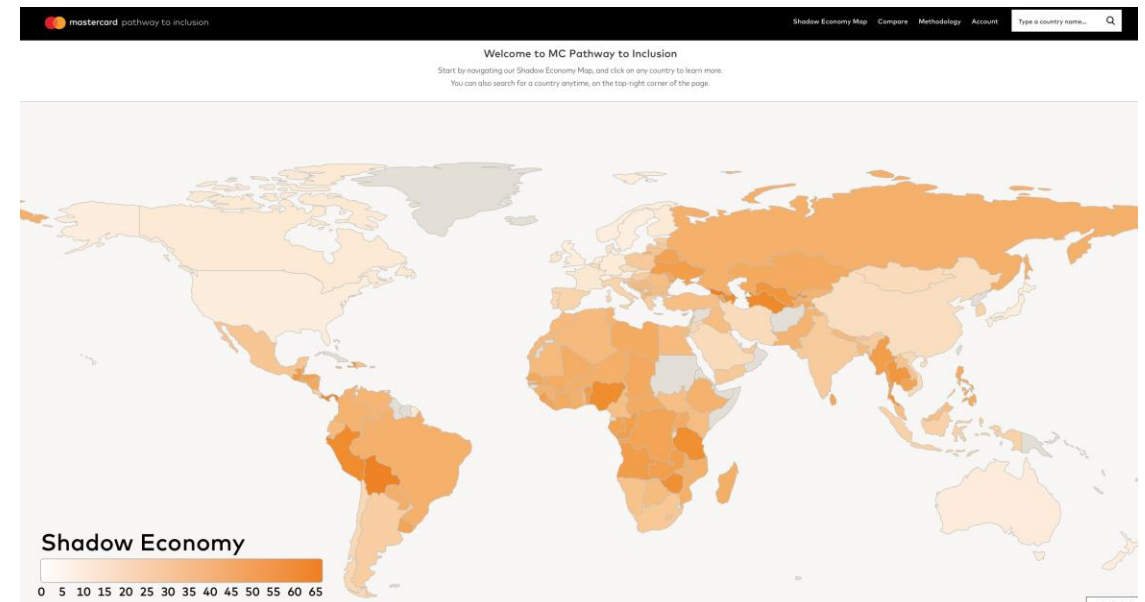 mastercard pathway to inclusion
Shadow Economy Map Compare Methodology Account Type a country name...
Welcome to MC Pathway to Inclusion
Start by navigating our Shadow Economy Map, and click on any country to learn more.
You can also search for a country anytime, on the top-right corner of the page.
Shadow Economy
0 5 10 15 20 25 30 35 40 45 50 55 60 65